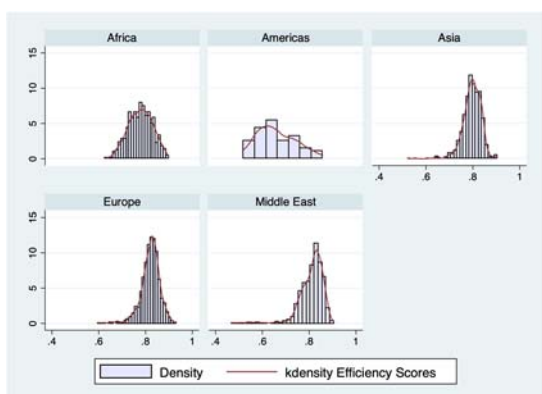 Africa Americas Asia
15
10
5
0
.4 .6 .8 1
Europe Middle East
15
10
5
0
.4 .6 .8 1 .4 .6 .8 1
Density kdensity Efficiency Scores